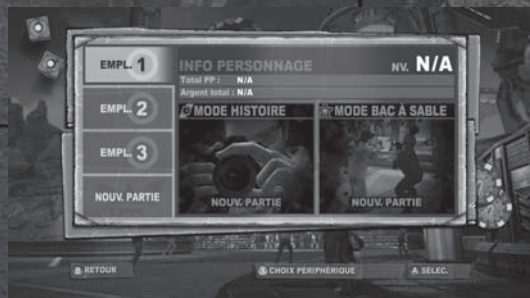 EMPL. 1
EMPL. 2
EMPL. 3
NOUV. PARTIE
INFO PERSONNAGE
NV. N/A
Total PP : N/A
Argent total : N/A
MODE HISTOIRE
NOUV. PARTIE
MODE BAC À SABLE
NOUV. PARTIE
B RETOUR
X CHOIX PÉRIPHÉRIQUE
A SÉLEC.